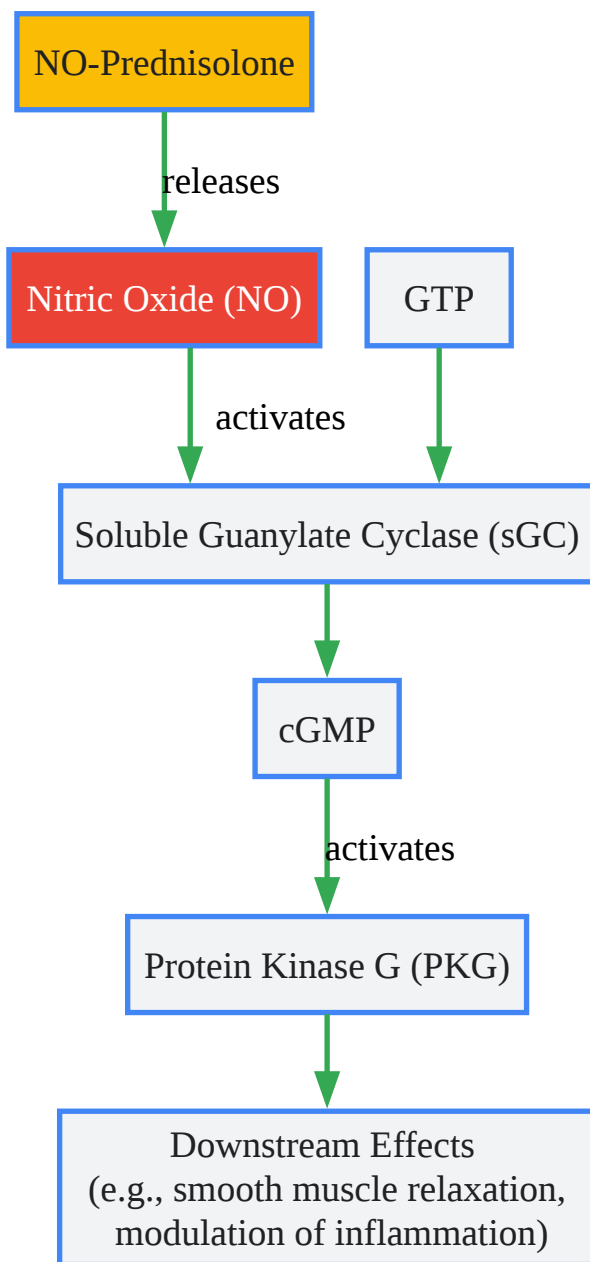 NO-Prednisolone
releases
Nitric Oxide (NO)
GTP
activates
Soluble Guanylate Cyclase (sGC)
cGMP
activates
Protein Kinase G (PKG)
Downstream Effects
(e.g., smooth muscle relaxation,
modulation of inflammation)